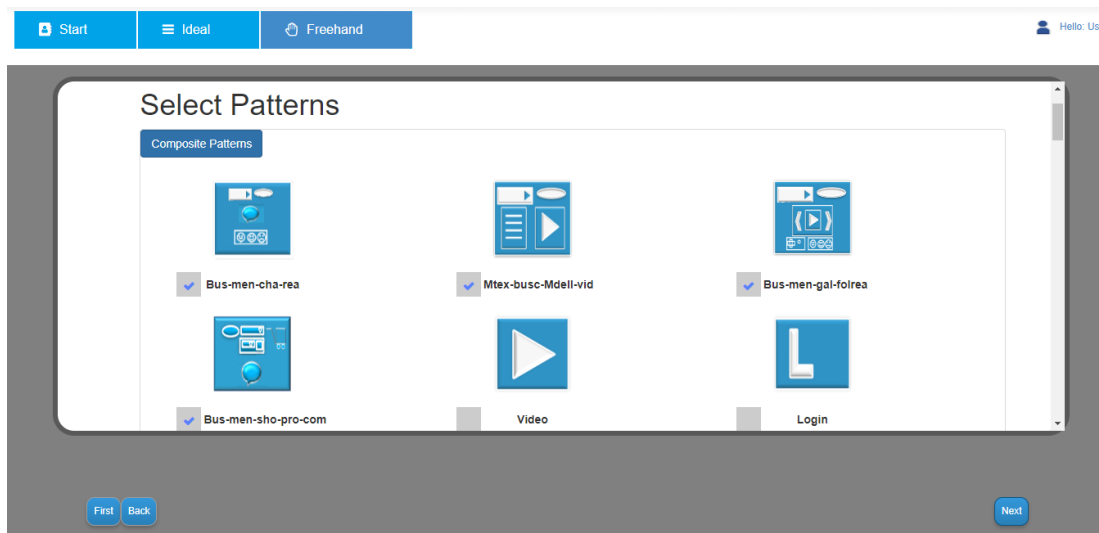 Start Ideal Freehand Hello: Us
Select Patterns
Composite Patterns
Bus-men-cha-rea Mtex-busc-Mdell-vid Bus-men-gal-folrea
Bus-men-sho-pro-com Video Login
First Back Next